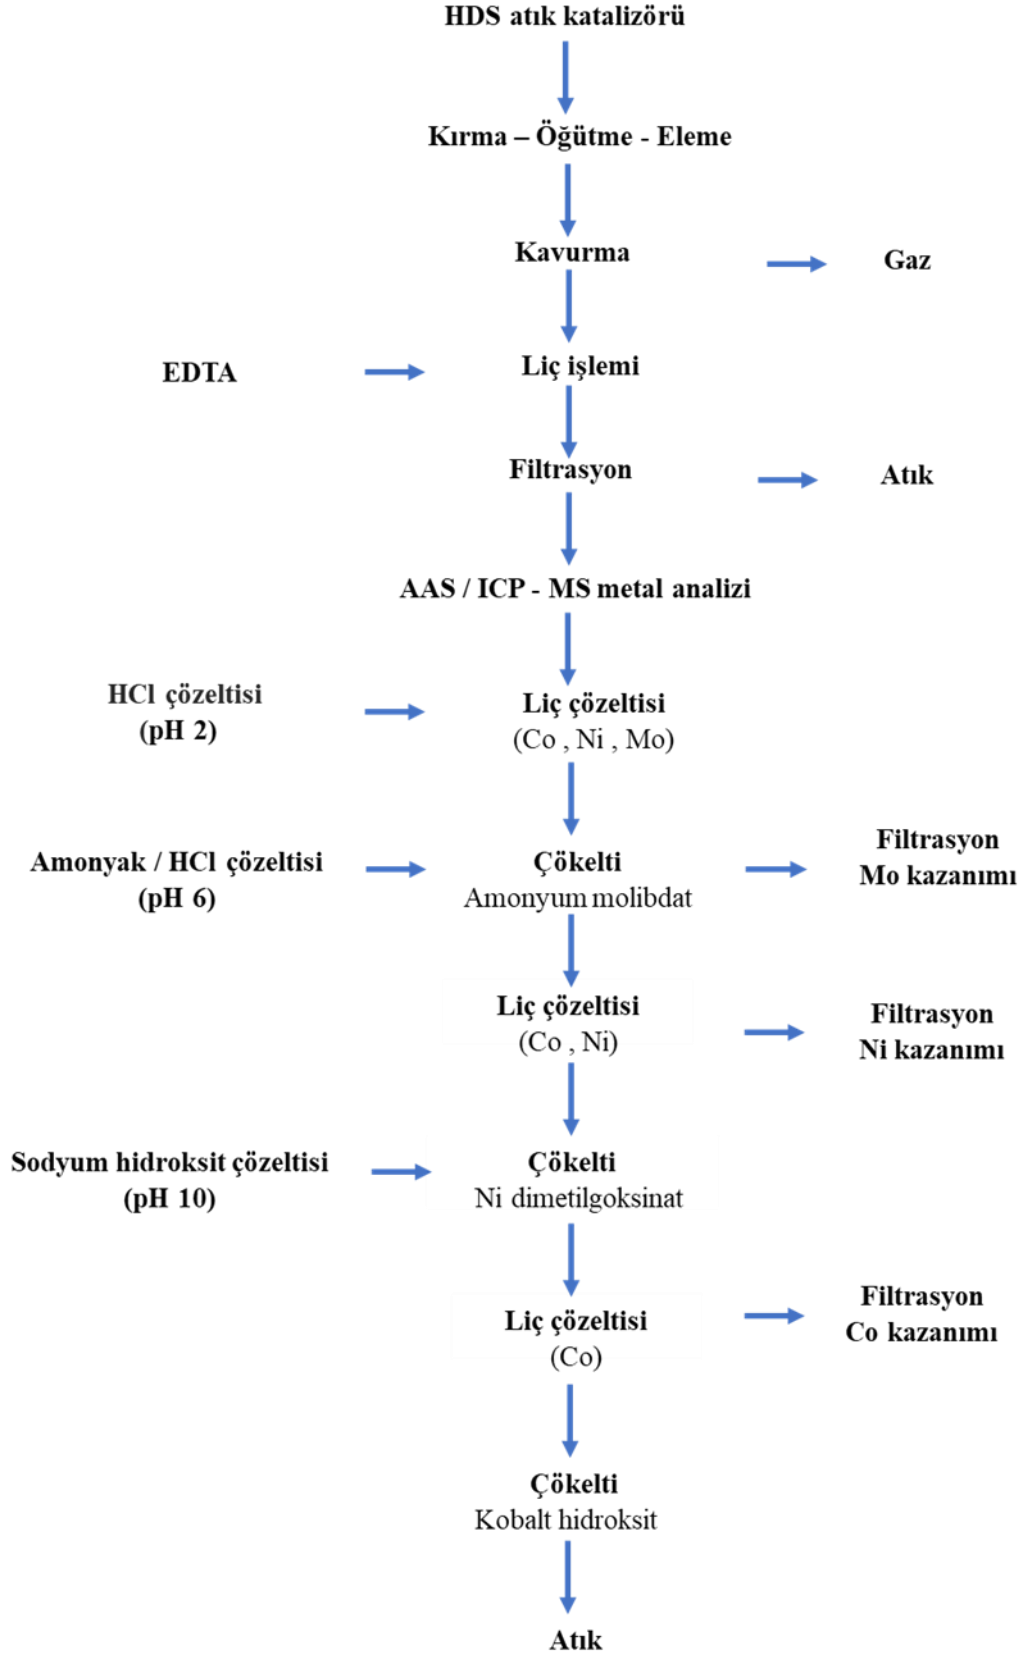 HDS atık katalizörü
Kırma – Öğütme - Eleme
Kavurma
Gaz
EDTA
Liç işlemi
Filtrasyon
Atık
AAS / ICP - MS metal analizi
HCl çözeltisi
(pH 2)
Liç çözeltisi
(Co , Ni , Mo)
Amonyak / HCl çözeltisi
(pH 6)
Çökelti
Amonyum molibdat
Filtrasyon
Mo kazanımı
Liç çözeltisi
(Co , Ni)
Filtrasyon
Ni kazanımı
Sodyum hidroksit çözeltisi
(pH 10)
Çökelti
Ni dimetilgoksinat
Liç çözeltisi
(Co)
Filtrasyon
Co kazanımı
Çökelti
Kobalt hidroksit
Atık